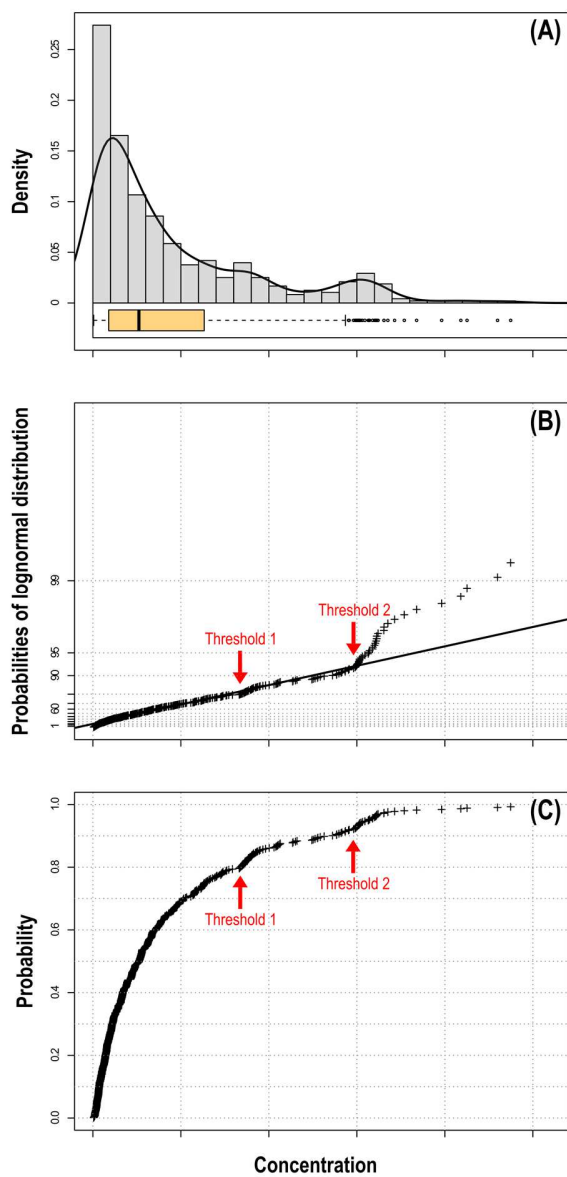 (A)
0.25
0.2
0.15
0.1
0.05
0
Density
(B)
Probabilities of lognormal distribution
99
95
90
60
1
Threshold 1
Threshold 2
(C)
Probability
1.0
0.8
0.6
0.4
0.2
0.0
Threshold 1
Threshold 2
Concentration